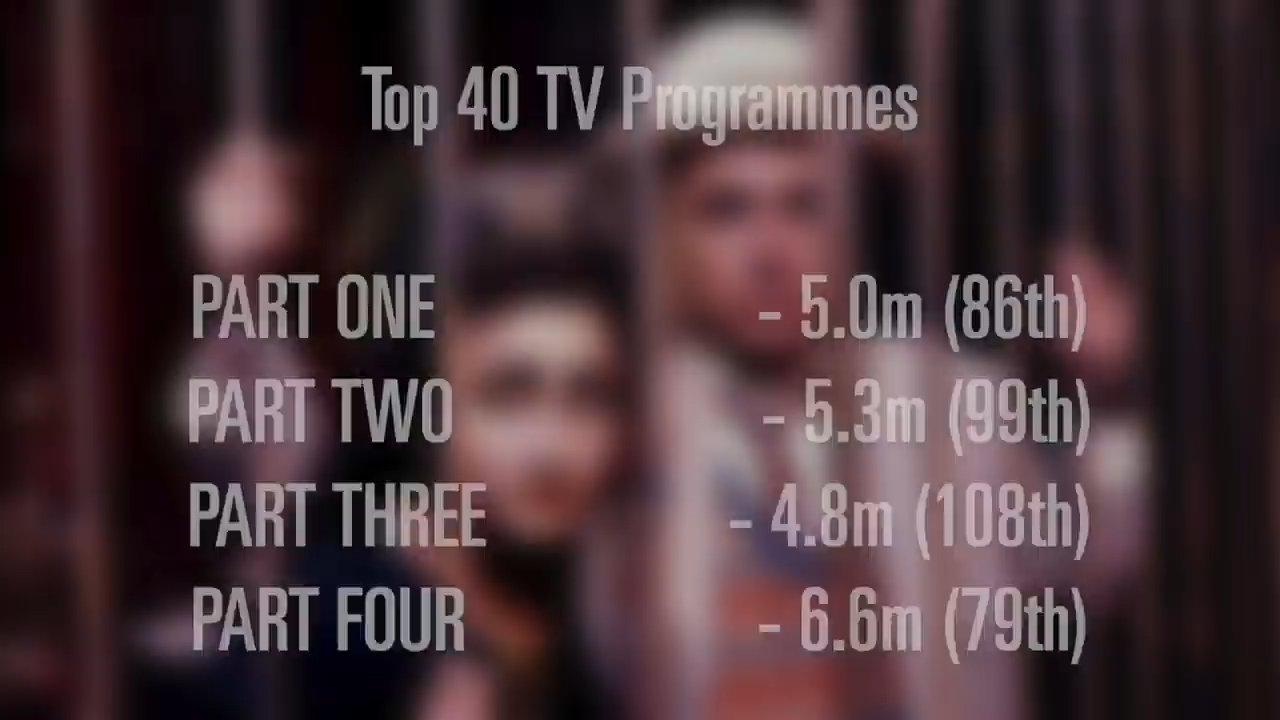 Top 40 TV Programmes
PART ONE - 5.0m (86th)
PART TWO - 5.3m (99th)
PART THREE - 4.8m (108th)
PART FOUR - 6.6m (79th)